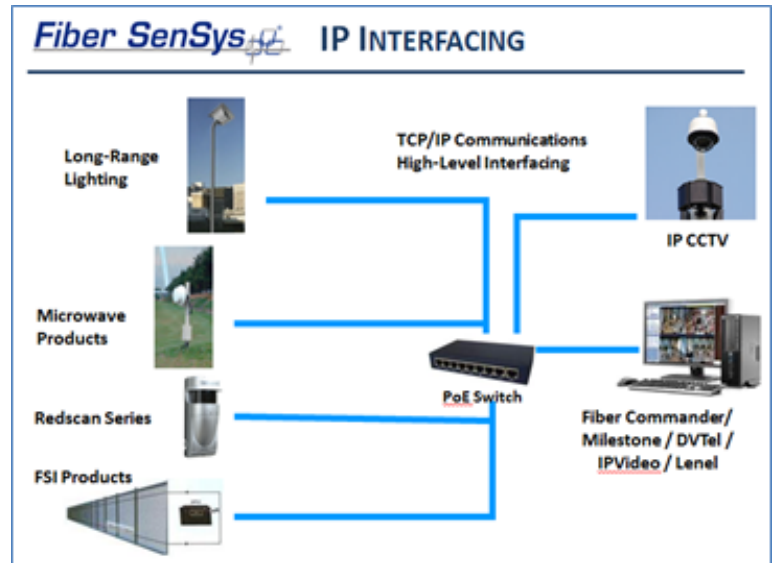 Fiber SenSys
IP INTERFACING
Long-Range
Lighting
TCP/IP Communications
High-Level Interfacing
IP CCTV
Microwave
Products
PoE Switch
Redscan Series
Fiber Commander/
Milestone / DVTel /
IPVideo / Lenel
FSI Products